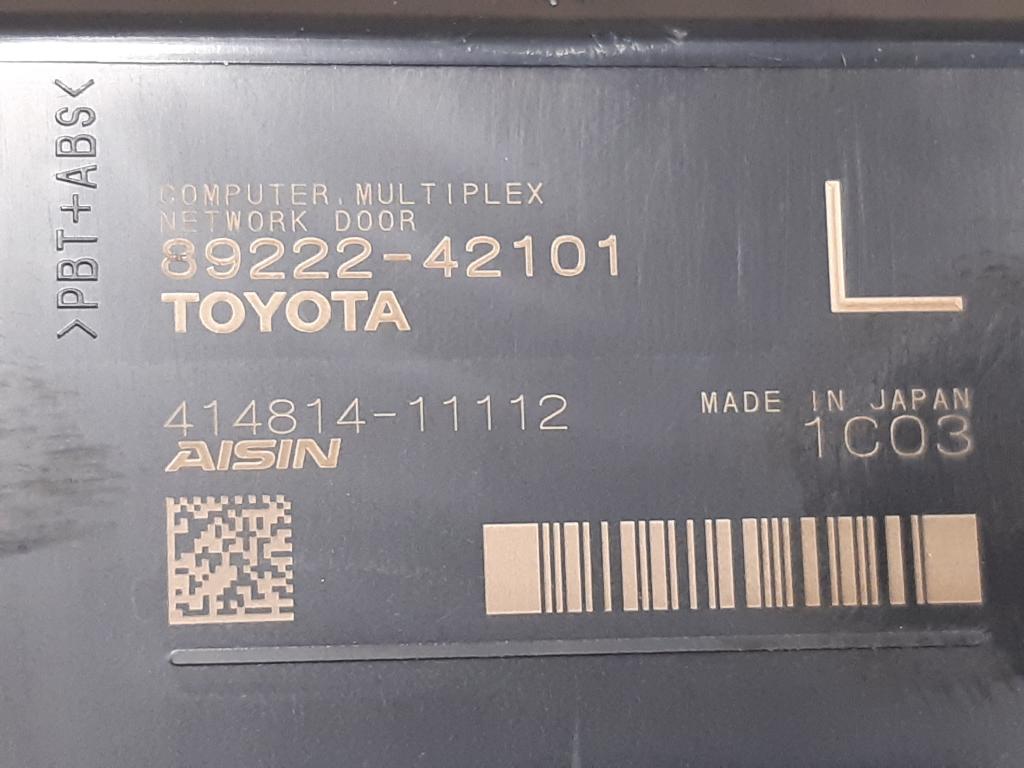 >PBT+ABS<
COMPUTER, MULTIPLEX
NETWORK DOOR
89222-42101
TOYOTA
L
414814-11112
AISIN
MADE IN JAPAN
1C03